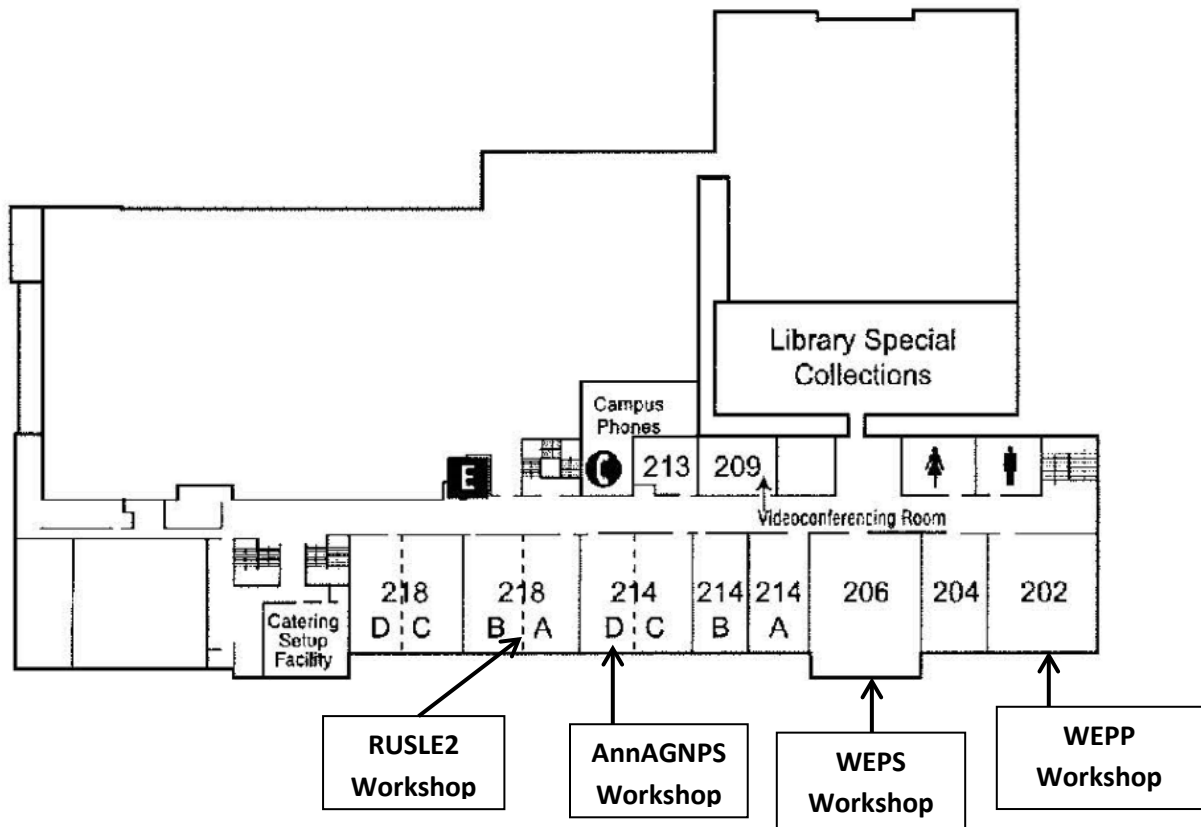 Library Special
Collections
Campus
Phones
E
213
209
Videoconferencing Room
218
D C
218
B A
214
D C
214
B
214
A
206
204
202
Catering
Setup
Facility
RUSLE2
Workshop
AnnAGNPS
Workshop
WEPS
Workshop
WEPP
Workshop